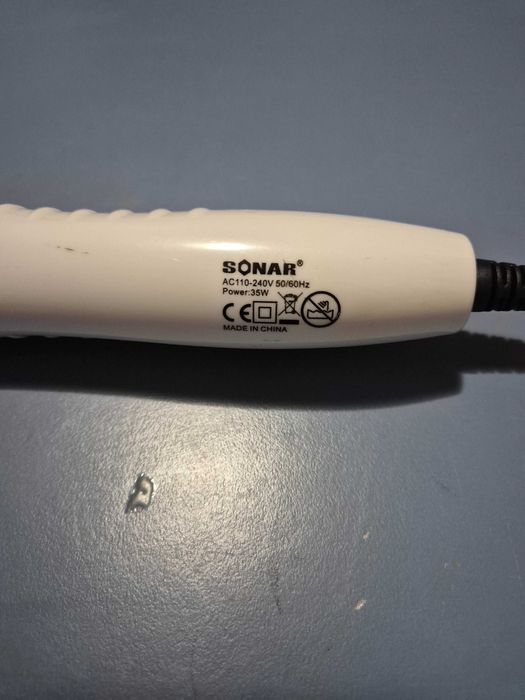 SONAR®
AC110-240V 50/60Hz
Power:35W
CE
MADE IN CHINA